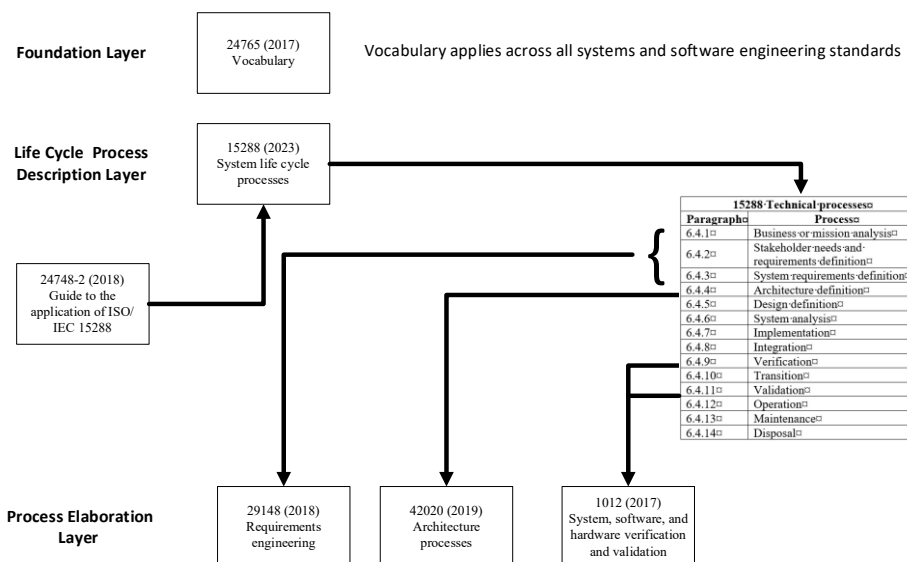 Foundation Layer
24765 (2017)
Vocabulary
Vocabulary applies across all systems and software engineering standards
Life Cycle Process
Description Layer
15288 (2023)
System life cycle
processes
24748-2 (2018)
Guide to the
application of ISO/
IEC 15288
15288·Technical·processes¤
Paragraph¤ Process¤
6.4.1¤ Business·or·mission·analysis¤
6.4.2¤ Stakeholder·needs·and·
requirements·definition¤
6.4.3¤ System·requirements·definition¤
6.4.4¤ Architecture·definition¤
6.4.5¤ Design·definition¤
6.4.6¤ System·analysis¤
6.4.7¤ Implementation¤
6.4.8¤ Integration¤
6.4.9¤ Verification¤
6.4.10¤ Transition¤
6.4.11¤ Validation¤
6.4.12¤ Operation¤
6.4.13¤ Maintenance¤
6.4.14¤ Disposal¤
Process Elaboration
Layer
29148 (2018)
Requirements
engineering
42020 (2019)
Architecture
processes
1012 (2017)
System, software, and
hardware verification
and validation